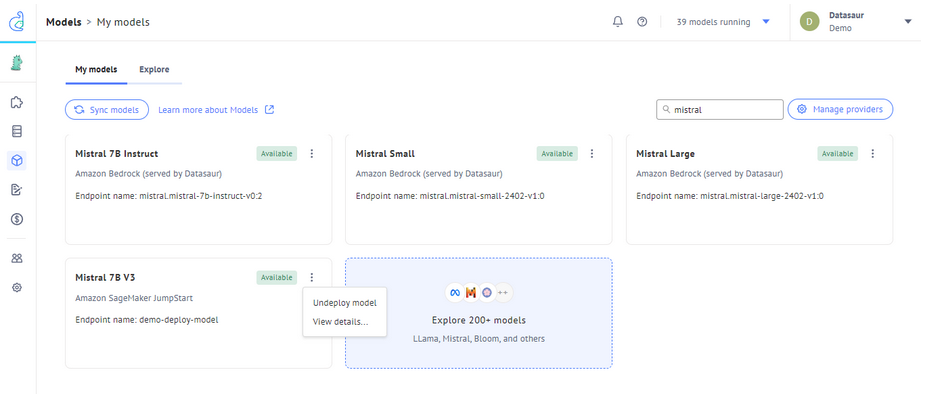 Models > My models
39 models running
D
Datasaur
Demo
My models
Explore
Sync models
Learn more about Models
mistral
Manage providers
Mistral 7B Instruct
Available
Amazon Bedrock (served by Datasaur)
Endpoint name: mistral.mistral-7b-instruct-v0:2
Mistral Small
Available
Amazon Bedrock (served by Datasaur)
Endpoint name: mistral.mistral-small-2402-v1:0
Mistral Large
Available
Amazon Bedrock (served by Datasaur)
Endpoint name: mistral.mistral-large-2402-v1:0
Mistral 7B V3
Available
Amazon SageMaker JumpStart
Endpoint name: demo-deploy-model
Undeploy model
View details...
++
Explore 200+ models
LLama, Mistral, Bloom, and others